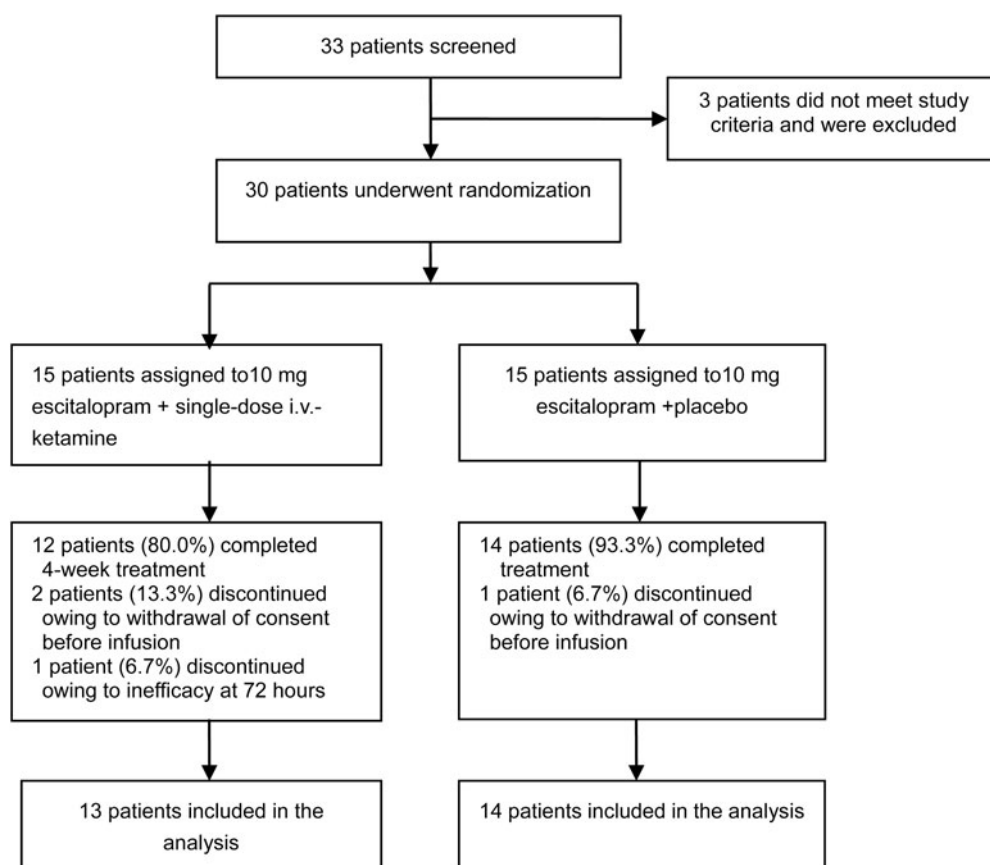 33 patients screened
3 patients did not meet study
criteria and were excluded
30 patients underwent randomization
15 patients assigned to10 mg
escitalopram + single-dose i.v.-
ketamine
15 patients assigned to10 mg
escitalopram +placebo
12 patients (80.0%) completed
4-week treatment
2 patients (13.3%) discontinued
owing to withdrawal of consent
before infusion
1 patient (6.7%) discontinued
owing to inefficacy at 72 hours
14 patients (93.3%) completed
treatment
1 patient (6.7%) discontinued
owing to withdrawal of consent
before infusion
13 patients included in the
analysis
14 patients included in the analysis